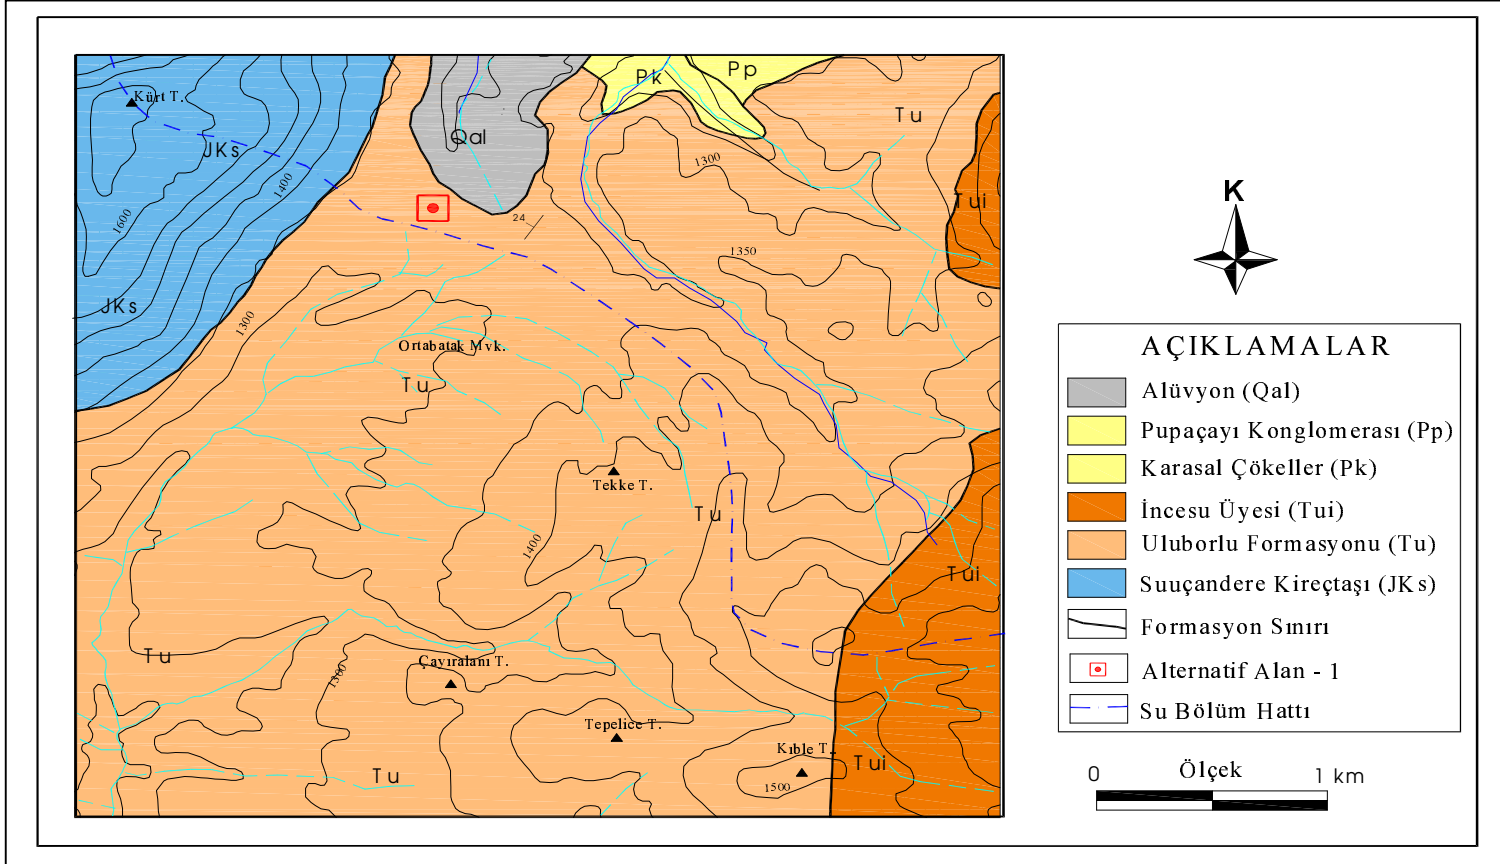 Pk
Pp
Kürt T.
Tu
Qal
JKs
1300
1400
Tui
1600
24
1350
JKs
1300
Ortabatak Mvk.
Tu
Tekke T.
Tu
1400
Tui
Tu
Çavıralanı T.
1300
Tepelice T.
Kıble T.
Tui
Tu
1500
K
AÇIKLAMALAR
Alüvyon (Qal)
Pupaçayı Konglomerası (Pp)
Karasal Çökeller (Pk)
İncesu Üyesi (Tui)
Uluborlu Formasyonu (Tu)
Suuçandere Kireçtaşı (JKs)
Formasyon Sınırı
Alternatif Alan - 1
Su Bölüm Hattı
0 Ölçek 1 km